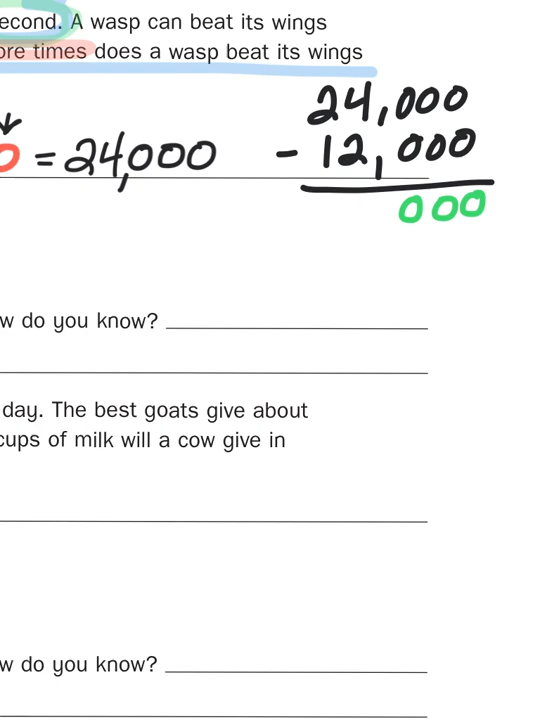 econd. A wasp can beat its wings
ore times does a wasp beat its wings
24,000
0 = 24,000 - 12,000
000
w do you know?
day. The best goats give about
cups of milk will a cow give in
w do you know?